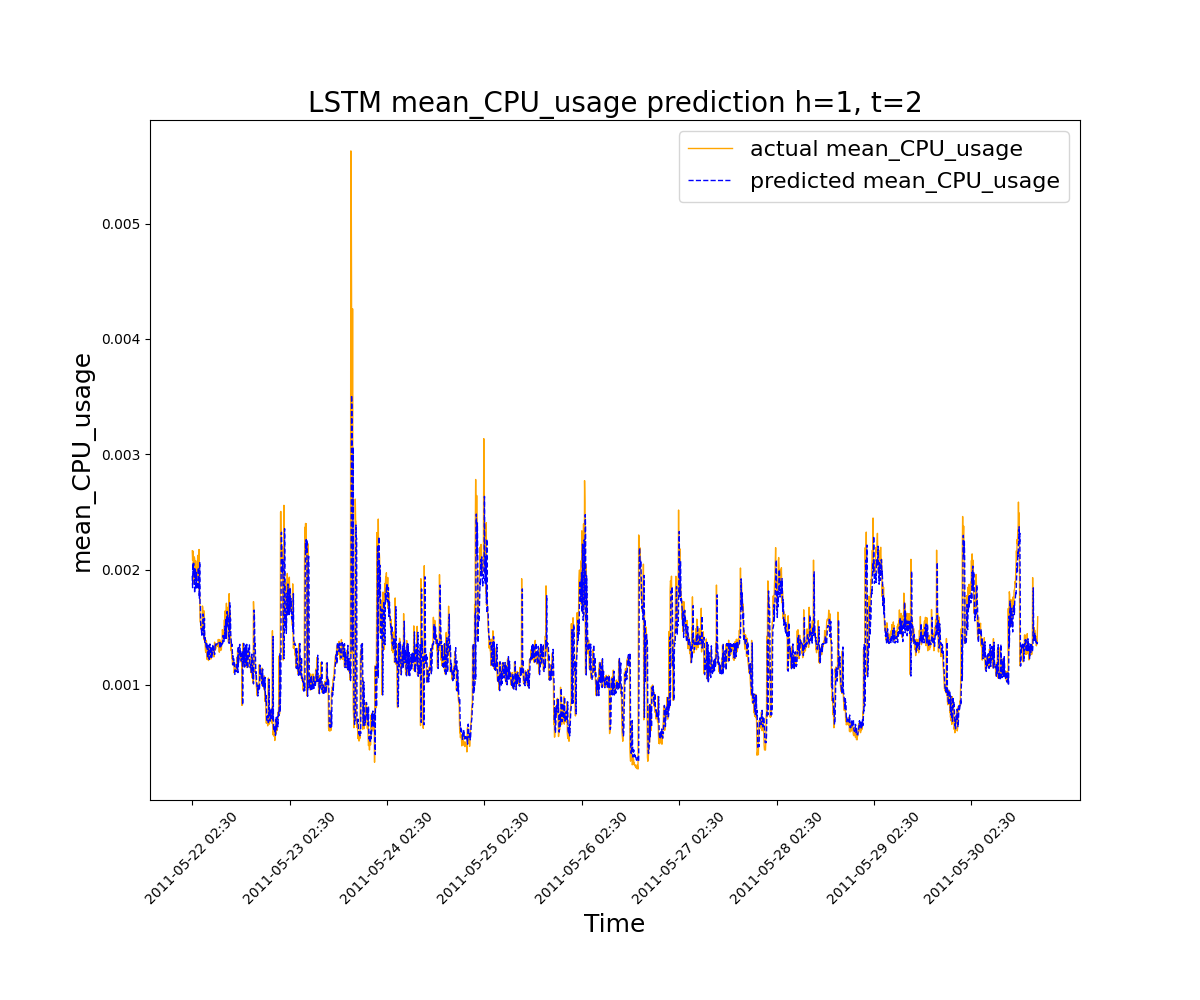 LSTM mean_CPU_usage prediction h=1, t=2
actual mean_CPU_usage
predicted mean_CPU_usage
0.005
0.004
0.003
0.002
0.001
mean_CPU_usage
2011-05-22 02:30
2011-05-23 02:30
2011-05-24 02:30
2011-05-25 02:30
2011-05-26 02:30
2011-05-27 02:30
2011-05-28 02:30
2011-05-29 02:30
2011-05-30 02:30
Time